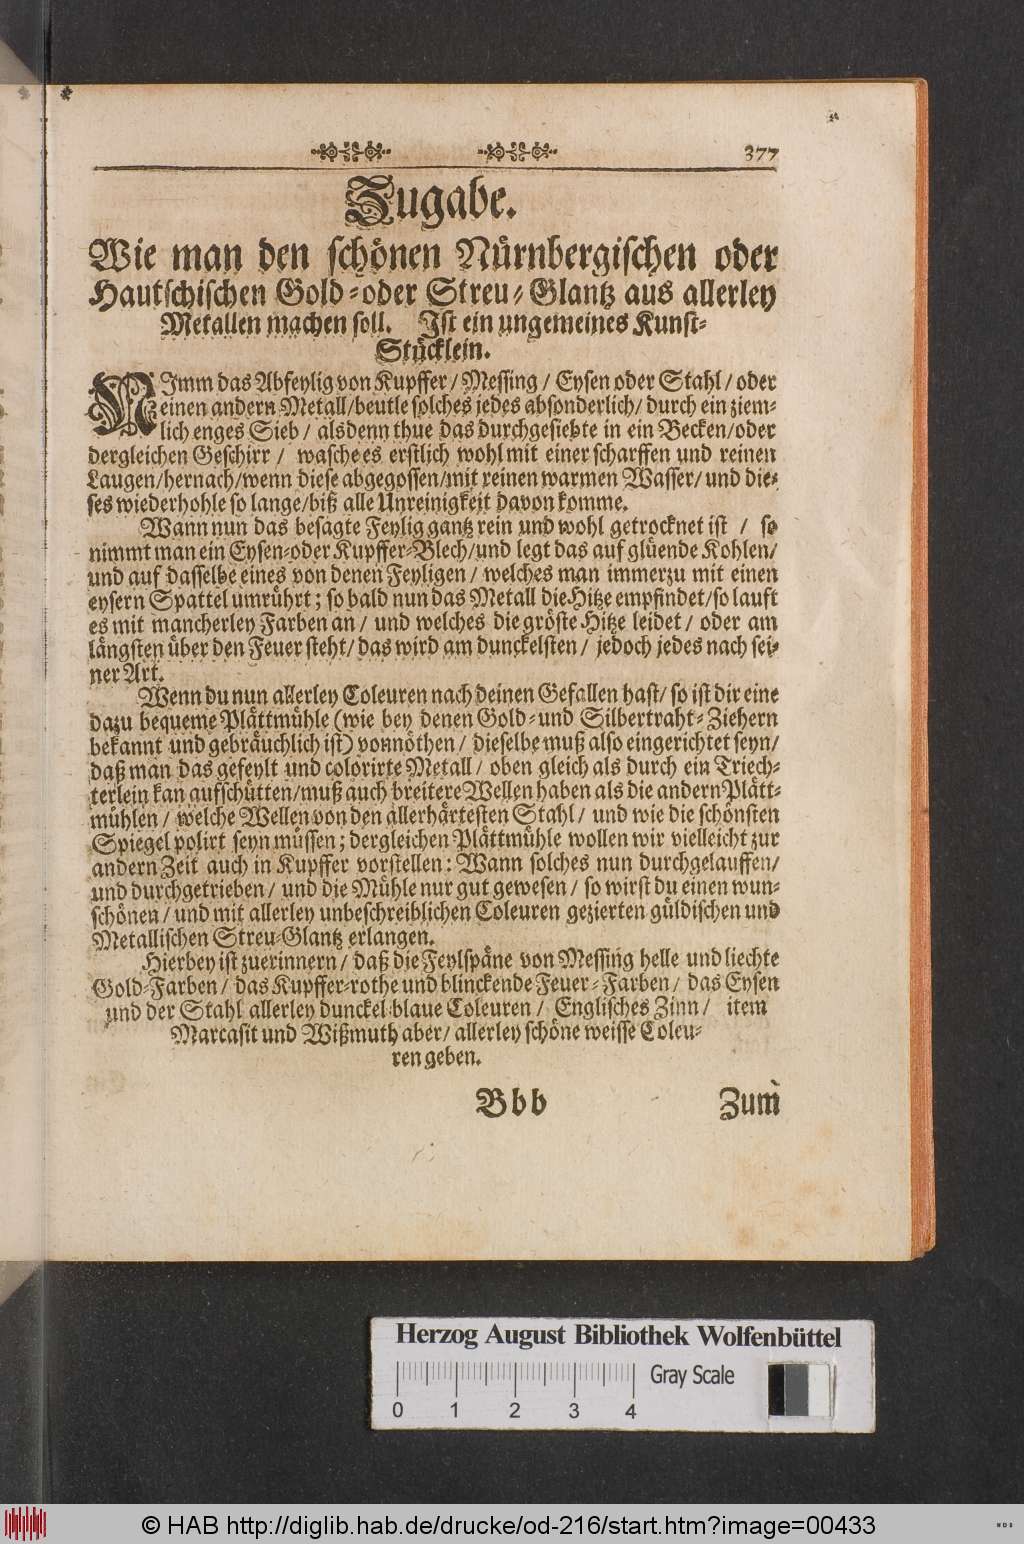 377
Zugabe.
Wie man den schönen Nürnbergischen oder
Hautschischen Gold-oder Streu-Glantz aus allerley
Metallen machen soll. Ist ein ungemeines Kunst-
Stücklein.
NImm das Abfeylig von Kupffer/ Messing/ Eysen oder Stahl/ oder
einen andern Metall/beutle solches jedes absonderlich/ durch ein ziem-
lich enges Sieb/ alsdenn thue das durchgesiebte in ein Becken/oder
dergleichen Geschirr/ wasche es erstlich wohl mit einer scharffen und reinen
Laugen/hernach/wenn diese abgegossen/mit reinen warmen Wasser/ und die-
ses wiederhohle so lange/biß alle Unreinigkeit davon komme.
Wann nun das besagte Feylig gantz rein und wohl getrocknet ist / so
nimmt man ein Eysen-oder Kupffer-Blech/und legt das auf glüende Kohlen/
und auf dasselbe eines von denen Feyligen/ welches man immerzu mit einen
eysern Spattel umrührt; so bald nun das Metall die Hitze empfindet/so lauft
es mit mancherley Farben an/ und welches die gröste Hitze leidet/ oder am
längsten über den Feuer steht/ das wird am dunckelsten/ jedoch jedes nach sei-
ner Art.
Wenn du nun allerley Coleuren nach deinen Gefallen hast/ so ist dir eine
dazu bequeme Plättmühle (wie bey denen Gold-und Silbertraht-Ziehern
bekannt und gebräuchlich ist) vonnöthen/ dieselbe muß also eingerichtet seyn/
daß man das gefeylt und colorirte Metall/ oben gleich als durch ein Triech-
terlein kan aufschütten/muß auch breitere Wellen haben als die andern Plätt-
mühlen/ welche Wellen von den allerhärtesten Stahl/ und wie die schönsten
Spiegel polirt seyn müssen; dergleichen Plättmühle wollen wir vielleicht zur
andern Zeit auch in Kupffer vorstellen: Wann solches nun durchgelauffen/
und durchgetrieben/ und die Mühle nur gut gewesen/ so wirst du einen wun-
schönen/ und mit allerley unbeschreiblichen Coleuren gezierten güldischen und
Metallischen Streu-Glantz erlangen.
Hierbey ist zuerinnern/ daß die Feylspäne von Messing helle und liechte
Gold-Farben/ das Kupffer-rothe und blinckende Feuer-Farben/ das Eysen
und der Stahl allerley dunckel-blaue Coleuren/ Englisches Zinn/ item
Marcasit und Wißmuth aber/ allerley schöne weisse Coleu-
ren geben.
Bbb Zum
Herzog August Bibliothek Wolfenbüttel
Gray Scale
0 1 2 3 4
© HAB http://diglib.hab.de/drucke/od-216/start.htm?image=00433